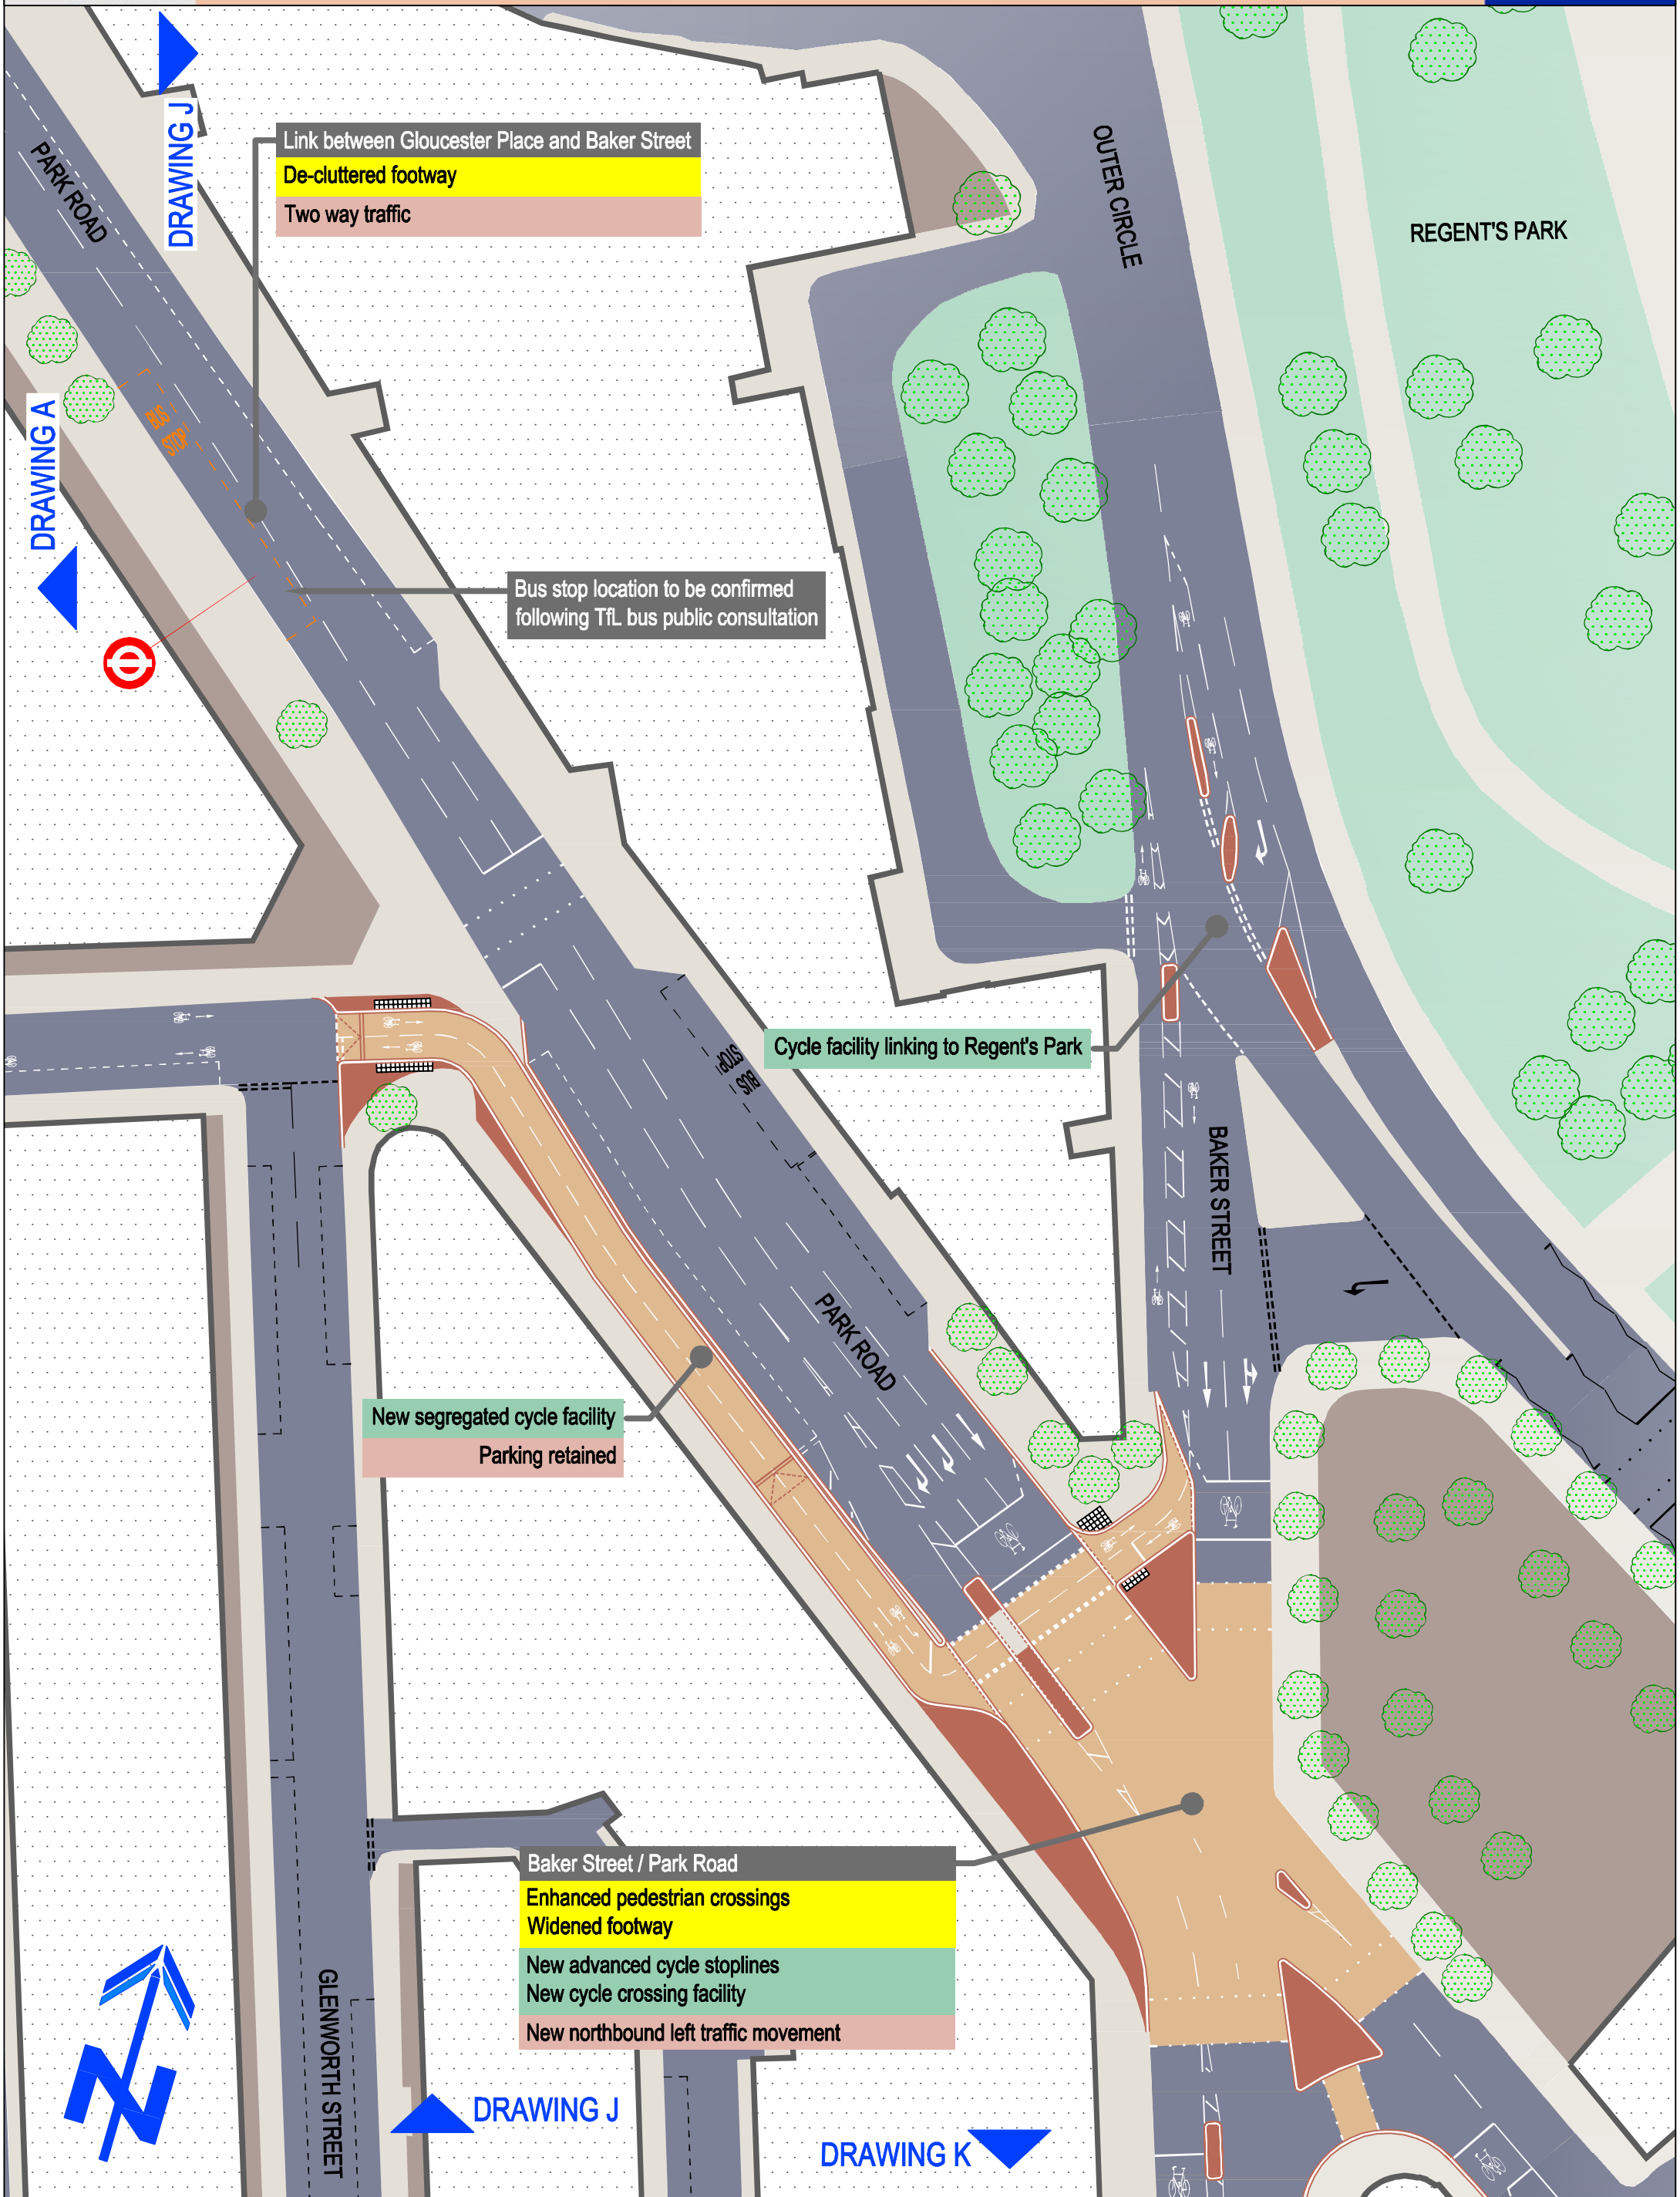 DRAWING J
PARK ROAD
Link between Gloucester Place and Baker Street
De-cluttered footway
Two way traffic
OUTER CIRCLE
REGENT'S PARK
DRAWING A
BUS
STOP
Bus stop location to be confirmed
following TfL bus public consultation
Cycle facility linking to Regent's Park
BUS
STOP
BAKER STREET
PARK ROAD
New segregated cycle facility
Parking retained
Baker Street / Park Road
Enhanced pedestrian crossings
Widened footway
New advanced cycle stoplines
New cycle crossing facility
New northbound left traffic movement
GLENWORTH STREET
N
DRAWING J
DRAWING K